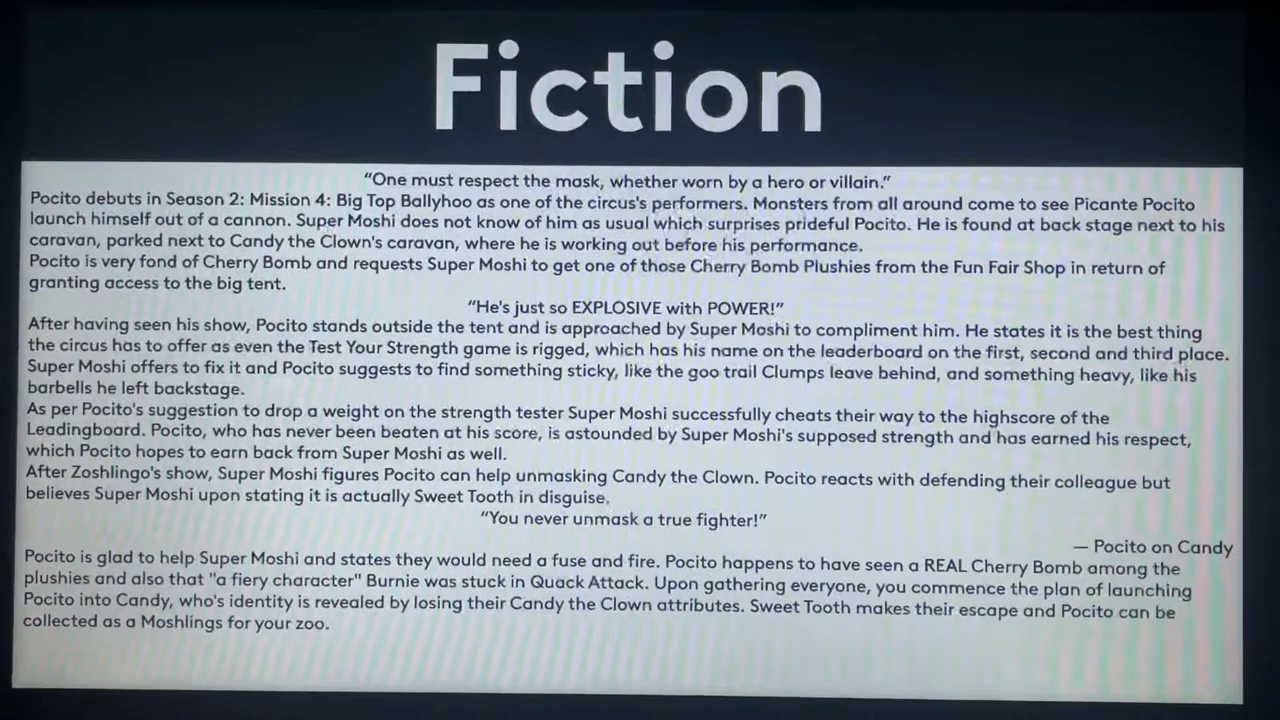 Fiction
“One must respect the mask, whether worn by a hero or villain.”
Pocito debuts in Season 2: Mission 4: Big Top Ballyhoo as one of the circus's performers. Monsters from all around come to see Picante Pocito
launch himself out of a cannon. Super Moshi does not know of him as usual which surprises prideful Pocito. He is found at back stage next to his
caravan, parked next to Candy the Clown's caravan, where he is working out before his performance.
Pocito is very fond of Cherry Bomb and requests Super Moshi to get one of those Cherry Bomb Plushies from the Fun Fair Shop in return of
granting access to the big tent.
“He's just so EXPLOSIVE with POWER!”
After having seen his show, Pocito stands outside the tent and is approached by Super Moshi to compliment him. He states it is the best thing
the circus has to offer as even the Test Your Strength game is rigged, which has his name on the leaderboard on the first, second and third place.
Super Moshi offers to fix it and Pocito suggests to find something sticky, like the goo trail Clumps leave behind, and something heavy, like his
barbells he left backstage.
As per Pocito's suggestion to drop a weight on the strength tester Super Moshi successfully cheats their way to the highscore of the
Leadingboard. Pocito, who has never been beaten at his score, is astounded by Super Moshi's supposed strength and has earned his respect,
which Pocito hopes to earn back from Super Moshi as well.
After Zoshlingo's show, Super Moshi figures Pocito can help unmasking Candy the Clown. Pocito reacts with defending their colleague but
believes Super Moshi upon stating it is actually Sweet Tooth in disguise.
“You never unmask a true fighter!”
— Pocito on Candy
Pocito is glad to help Super Moshi and states they would need a fuse and fire. Pocito happens to have seen a REAL Cherry Bomb among the
plushies and also that "a fiery character" Burnie was stuck in Quack Attack. Upon gathering everyone, you commence the plan of launching
Pocito into Candy, who's identity is revealed by losing their Candy the Clown attributes. Sweet Tooth makes their escape and Pocito can be
collected as a Moshlings for your zoo.